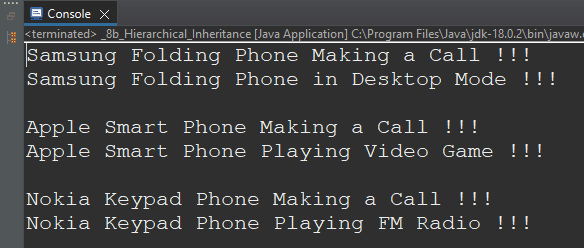 Console
<terminated> _8b_Hierarchical_Inheritance [Java Application] C:\Program Files\Java\jdk-18.0.2\bin\javaw.
Samsung Folding Phone Making a Call !!!
Samsung Folding Phone in Desktop Mode !!!
Apple Smart Phone Making a Call !!!
Apple Smart Phone Playing Video Game !!!
Nokia Keypad Phone Making a Call !!!
Nokia Keypad Phone Playing FM Radio !!!